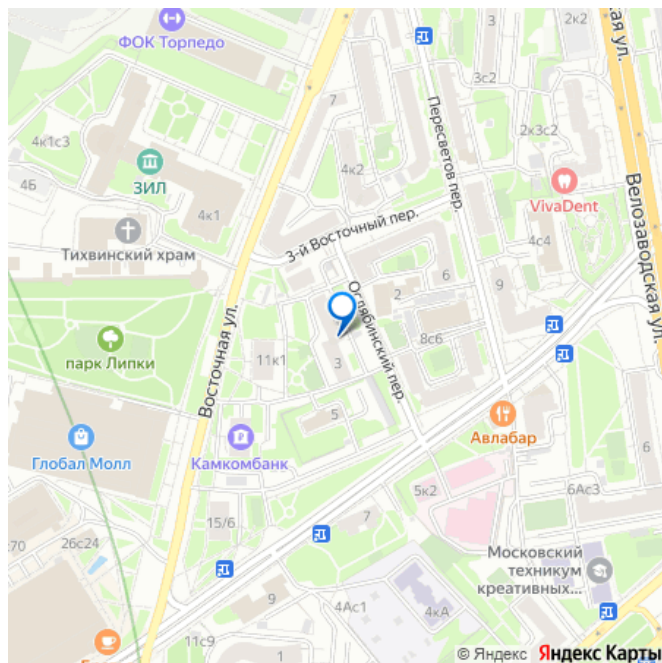 ФОК Торпедо
2к2
3
3с2
7
4к1с3
4к2
2к3с2
Пересветов пер.
VivaDent
Велозаводская ул.
ЗИЛ
4Б
4к1
Тихвинский храм
3-й Восточный пер.
4с4
6
9
2
Ослябинский пер.
8с6
парк Липки
Восточная ул.
11к1
3
5
Авлабар
Глобал Молл
Камкомбанк
5к2
6Ас3
6
15/6
7
26с24
Московский
техникум
креативных...
9
4Ас1
4кА
11с9
© Яндекс Яндекс Карты